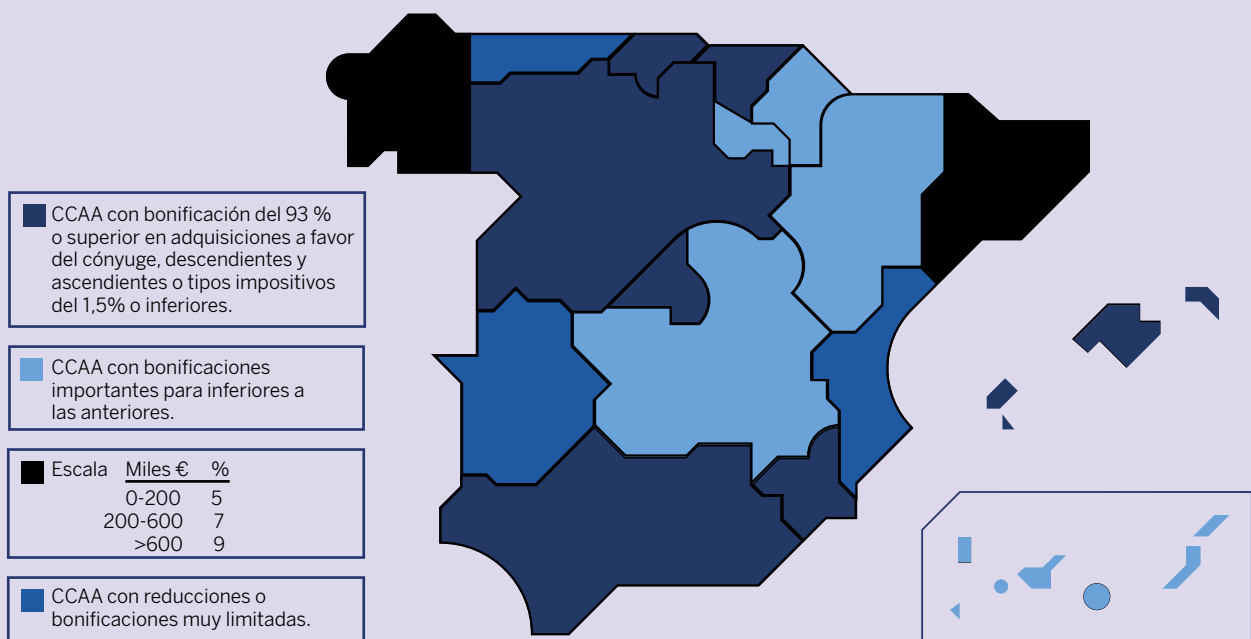 CCAA con bonificación del 93 %
o superior en adquisiciones a favor
del cónyuge, descendientes y
ascendientes o tipos impositivos
del 1,5% o inferiores.
CCAA con bonificaciones
importantes para inferiores a
las anteriores.
Escala Miles € %
0-200 5
200-600 7
>600 9
CCAA con reducciones o
bonificaciones muy limitadas.